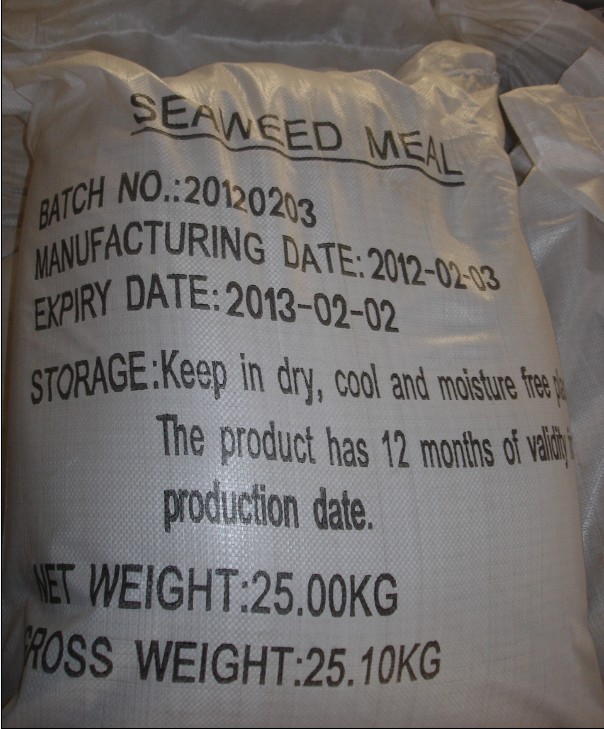 SEAWEED MEAL
BATCH NO.:20120203
MANUFACTURING DATE:2012-02-03
EXPIRY DATE:2013-02-02
STORAGE:Keep in dry, cool and moisture free
The product has 12 months of validity
production date.
NET WEIGHT:25.00KG
GROSS WEIGHT:25.10KG